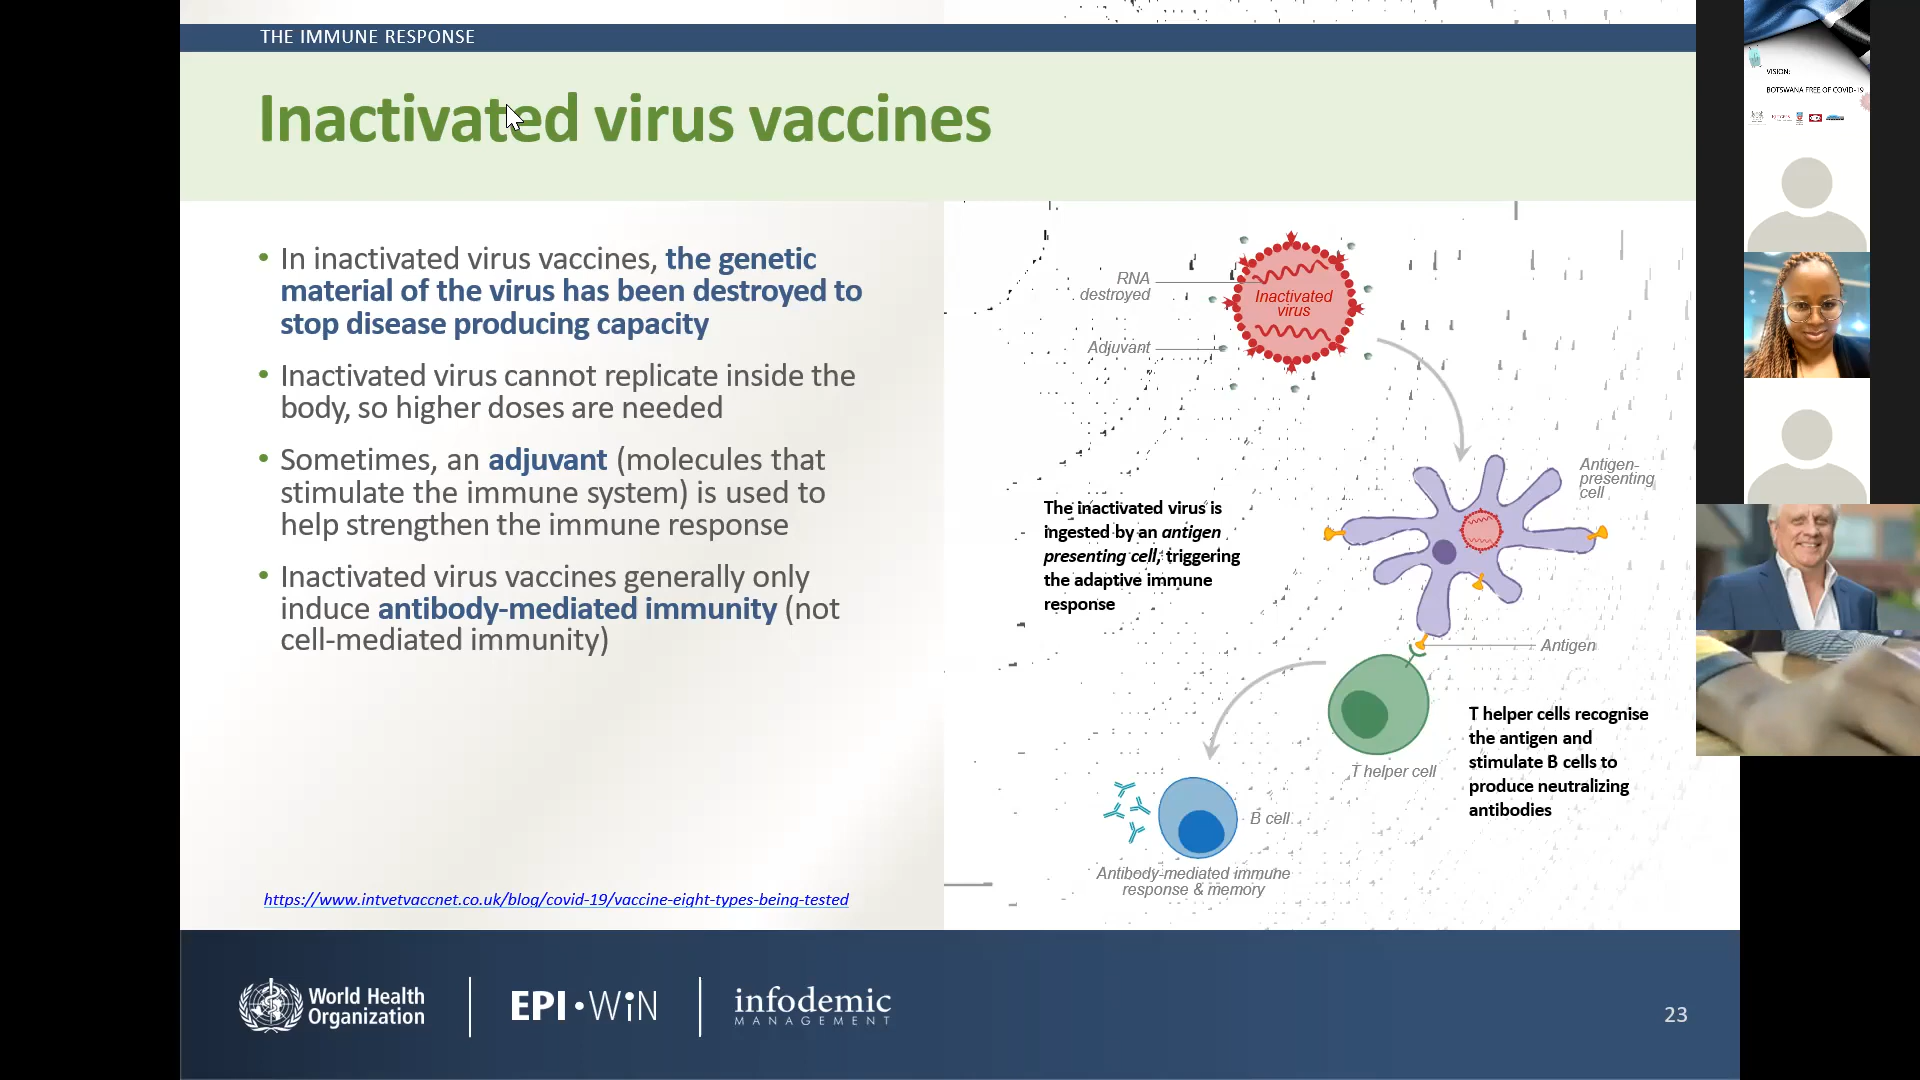 THE IMMUNE RESPONSE
Inactivated virus vaccines
• In inactivated virus vaccines, the genetic
material of the virus has been destroyed to
stop disease producing capacity
• Inactivated virus cannot replicate inside the
body, so higher doses are needed
• Sometimes, an adjuvant (molecules that
stimulate the immune system) is used to
help strengthen the immune response
• Inactivated virus vaccines generally only
induce antibody-mediated immunity (not
cell-mediated immunity)
https://www.intvetvaccnet.co.uk/blog/covid-19/vaccine-eight-types-being-tested
RNA
destroyed
Inactivated
virus
Adjuvant
Antigen-
presenting
cell
The inactivated virus is
ingested by an antigen
presenting cell, triggering
the adaptive immune
response
Antigen
T helper cell
T helper cells recognise
the antigen and
stimulate B cells to
produce neutralizing
antibodies
B cell
Antibody-mediated immune
response & memory
World Health
Organization
EPI•WiN
infodemic
MANAGEMENT
23
VISION:
BOTSWANA FREE OF COVID-19